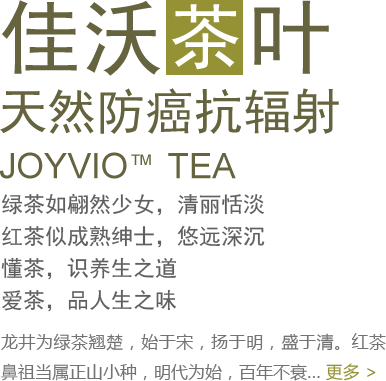 佳沃茶叶
天然防癌抗辐射
JOYVIO™ TEA
绿茶如翩然少女，清丽恬淡
红茶似成熟绅士，悠远深沉
懂茶，识养生之道
爱茶，品人生之味
龙井为绿茶翘楚，始于宋，扬于明，盛于清。红茶
鼻祖当属正山小种，明代为始，百年不衰... 更多 >